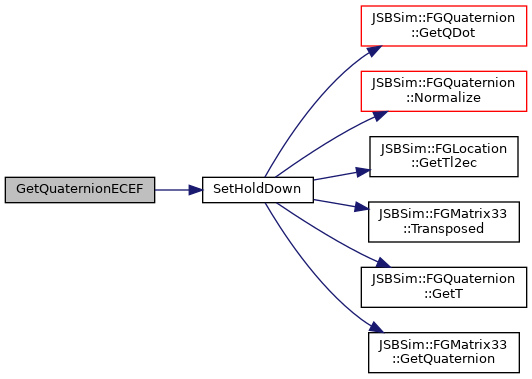 JSBSim::FGQuaternion
::GetQDot
JSBSim::FGQuaternion
::Normalize
JSBSim::FGLocation
::GetTl2ec
GetQuaternionECEF
SetHoldDown
JSBSim::FGMatrix33
::Transposed
JSBSim::FGQuaternion
::GetT
JSBSim::FGMatrix33
::GetQuaternion